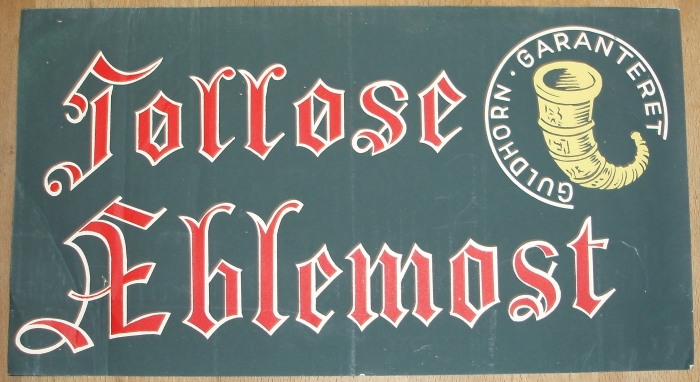 Tølløse
Æblemost
GULDHORN · GARANTERET